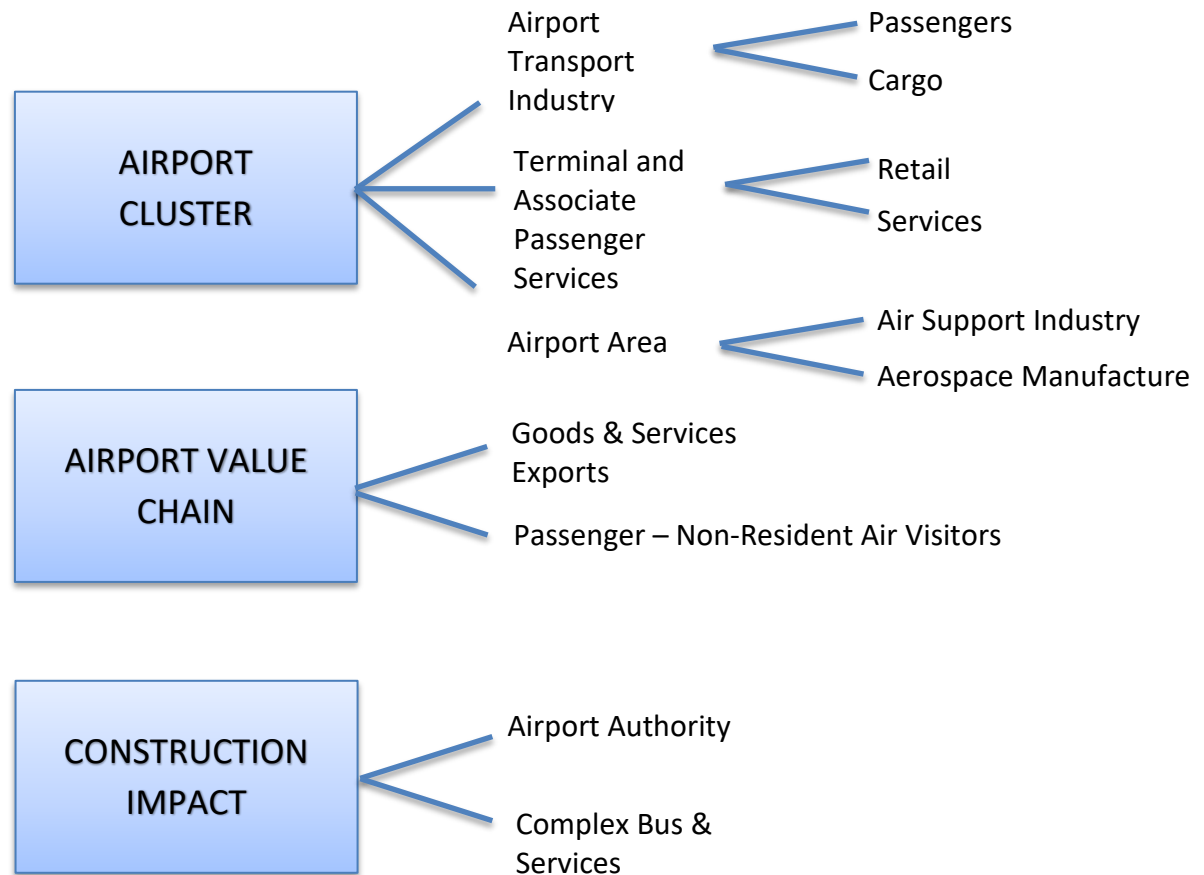 AIRPORT
CLUSTER
Airport
Transport
Industry
Passengers
Cargo
Terminal and
Associate
Passenger
Services
Retail
Services
Airport Area
Air Support Industry
Aerospace Manufacture
AIRPORT VALUE
CHAIN
Goods & Services
Exports
Passenger – Non-Resident Air Visitors
CONSTRUCTION
IMPACT
Airport Authority
Complex Bus &
Services